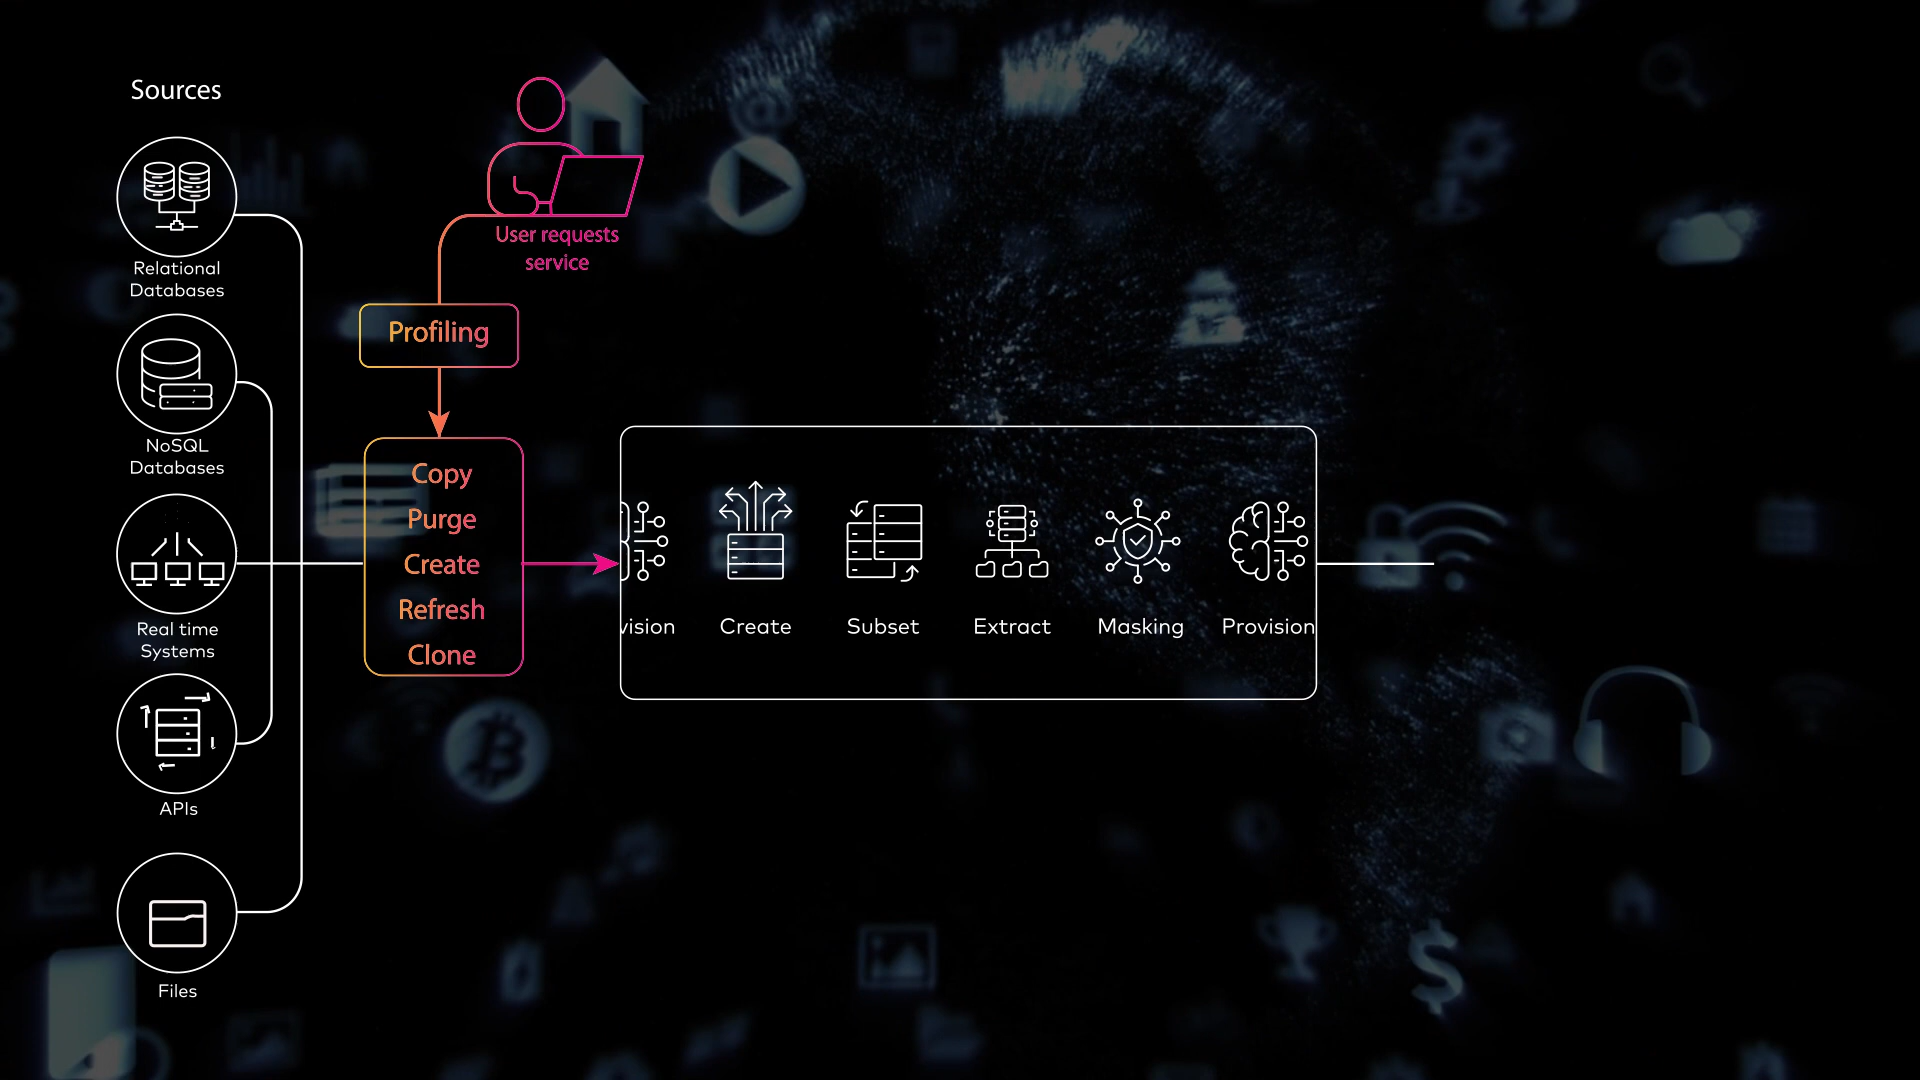 Sources
Relational
Databases
NoSQL
Databases
Real time
Systems
APIs
Files
User requests
service
Profiling
Copy
Purge
Create
Refresh
Clone
vision
Create
Subset
Extract
Masking
Provision